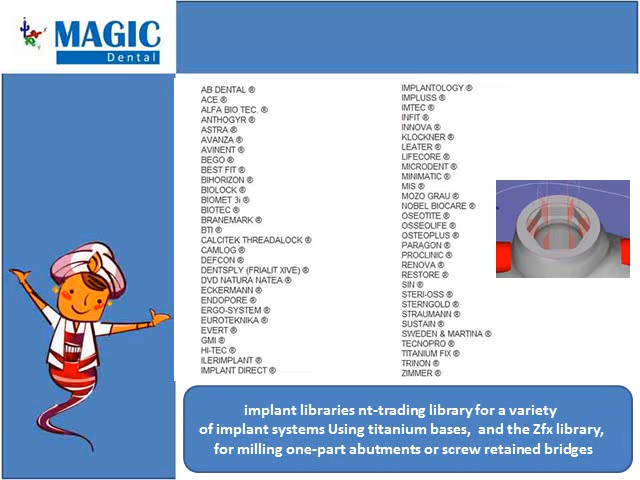 MAGIC
Dental
AB DENTAL ®
ACE ®
ALFA BIO TEC. ®
ANTHOGYR ®
ASTRA ®
AVANZA ®
AVINENT ®
BEGO ®
BEST FIT ®
BIHORIZON ®
BIOLOCK ®
BIOMET 3i ®
BIOTEC ®
BRANEMARK ®
BTI ®
CALCITEK THREADALOCK ®
CAMLOG ®
DEFCON ®
DENTSPLY (FRIALIT XIVE) ®
DVD NATURA NATEA ®
ECKERMANN ®
ENDOPORE ®
ERGO-SYSTEM ®
EUROTEKNIKA ®
EVERT ®
GMI ®
HI-TEC ®
ILERIMPLANT ®
IMPLANT DIRECT ®
IMPLANTOLOGY ®
IMPLUSS ®
IMTEC ®
INFIT ®
INNOVA ®
KLOCKNER ®
LEATER ®
LIFECORE ®
MICRODENT ®
MINIMATIC ®
MIS ®
MOZO GRAU ®
NOBEL BIOCARE ®
OSEOTITE ®
OSSEOLIFE ®
OSTEOPLUS ®
PARAGON ®
PROCLINIC ®
RENOVA ®
RESTORE ®
SIN ®
STERI-OSS ®
STERNGOLD ®
STRAUMANN ®
SUSTAIN ®
SWEDEN & MARTINA ®
TECNOPRO ®
TITANIUM FIX ®
TRINON ®
ZIMMER ®
implant libraries nt-trading library for a variety
of implant systems Using titanium bases, and the Zfx library,
for milling one-part abutments or screw retained bridges